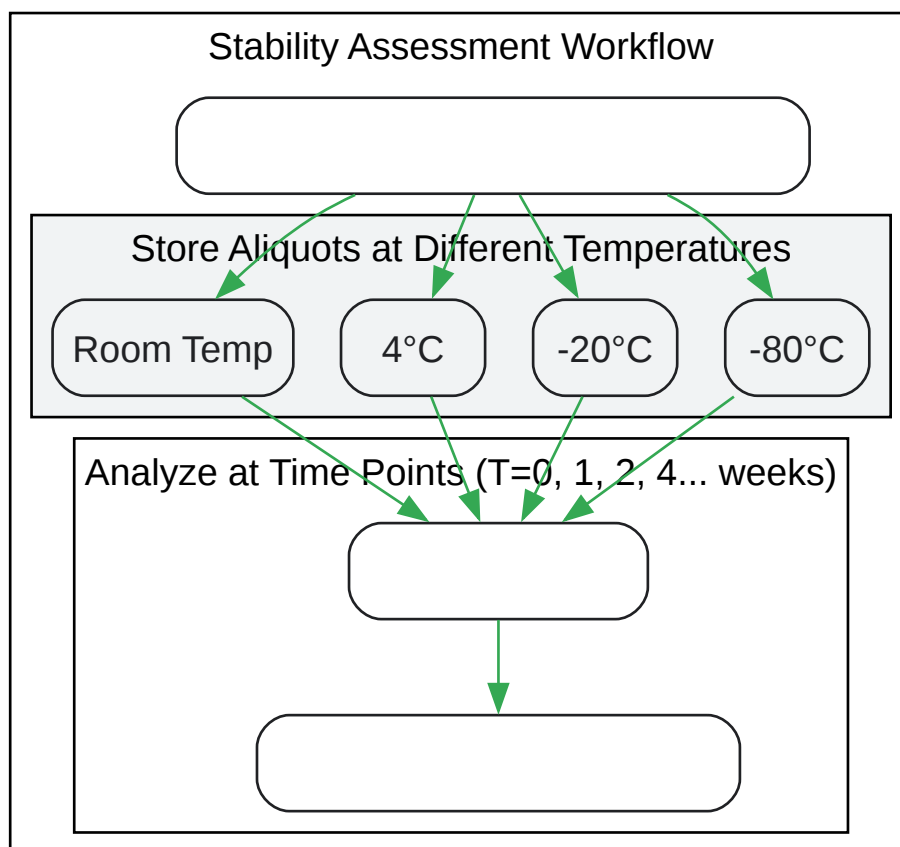 Stability Assessment Workflow
Store Aliquots at Different Temperatures
Room Temp
4°C
-20°C
-80°C
Analyze at Time Points (T=0, 1, 2, 4... weeks)